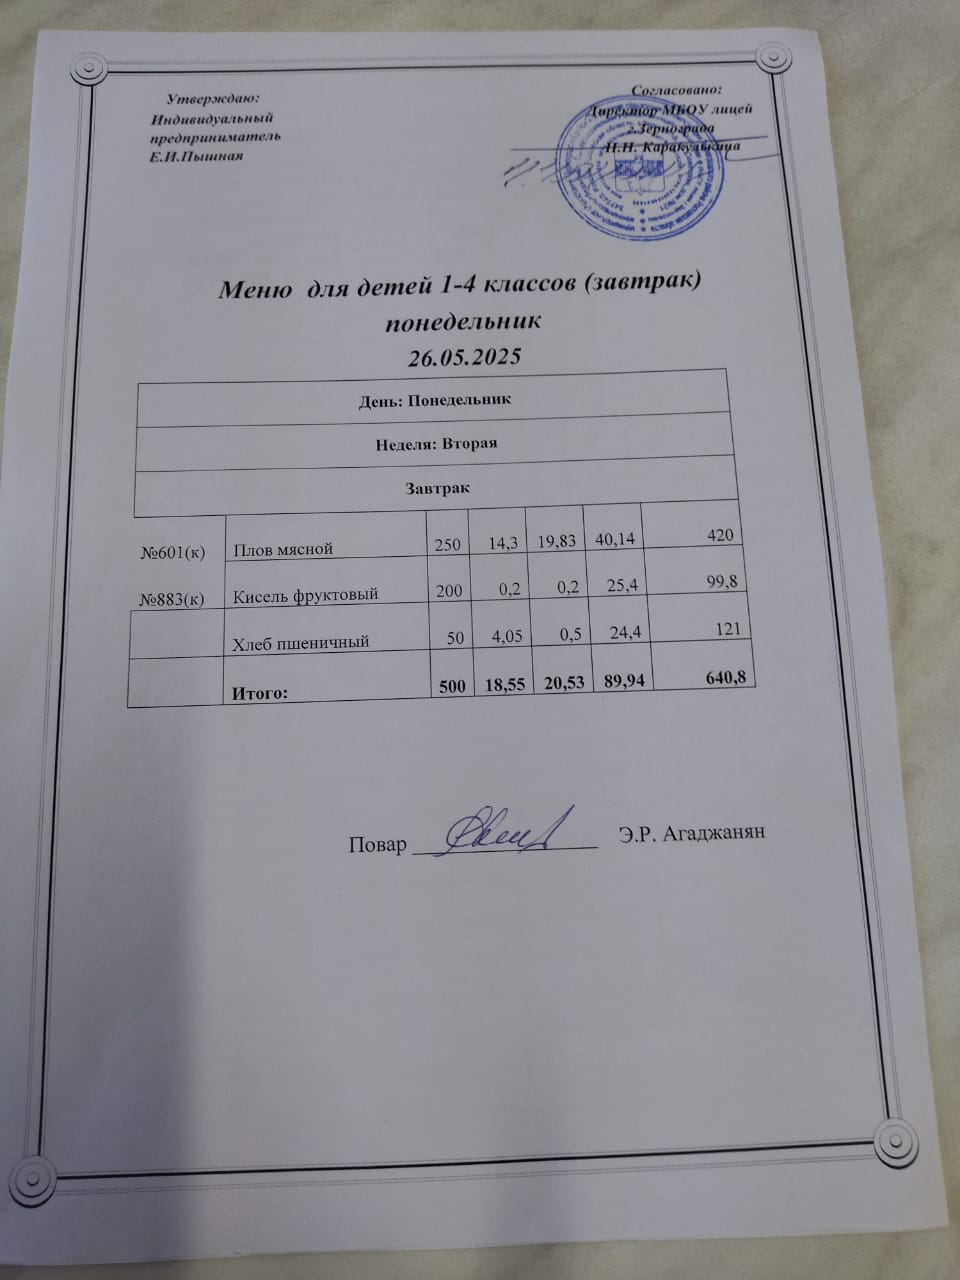 Утверждаю:
Индивидуальный
предприниматель
Е.И.Пышная
Согласовано:
Директор МБОУ лицей
г.Зернограда
Н.Н. Каракулькина
Меню для детей 1-4 классов (завтрак)
понедельник
26.05.2025
День: Понедельник
Неделя: Вторая
Завтрак
№601(к) Плов мясной 250 14,3 19,83 40,14 420
№883(к) Кисель фруктовый 200 0,2 0,2 25,4 99,8
Хлеб пшеничный 50 4,05 0,5 24,4 121
Итого: 500 18,55 20,53 89,94 640,8
Повар Э.Р. Агаджанян